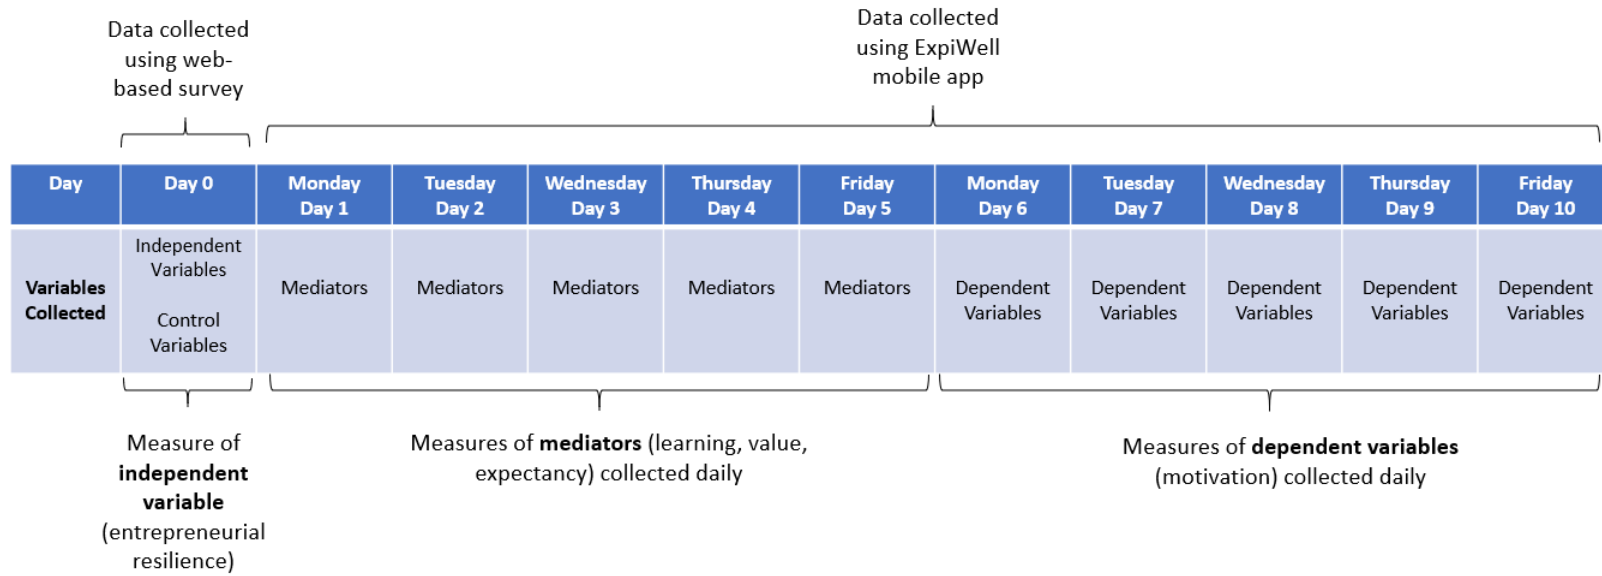 Data collected
using web-
based survey
Data collected
using ExpiWell
mobile app
Day
Day 0
Monday
Day 1
Tuesday
Day 2
Wednesday
Day 3
Thursday
Day 4
Friday
Day 5
Monday
Day 6
Tuesday
Day 7
Wednesday
Day 8
Thursday
Day 9
Friday
Day 10
Variables
Collected
Independent
Variables
Control
Variables
Mediators
Mediators
Mediators
Mediators
Mediators
Dependent
Variables
Dependent
Variables
Dependent
Variables
Dependent
Variables
Dependent
Variables
Measure of
independent
variable
(entrepreneurial
resilience)
Measures of mediators (learning, value,
expectancy) collected daily
Measures of dependent variables
(motivation) collected daily